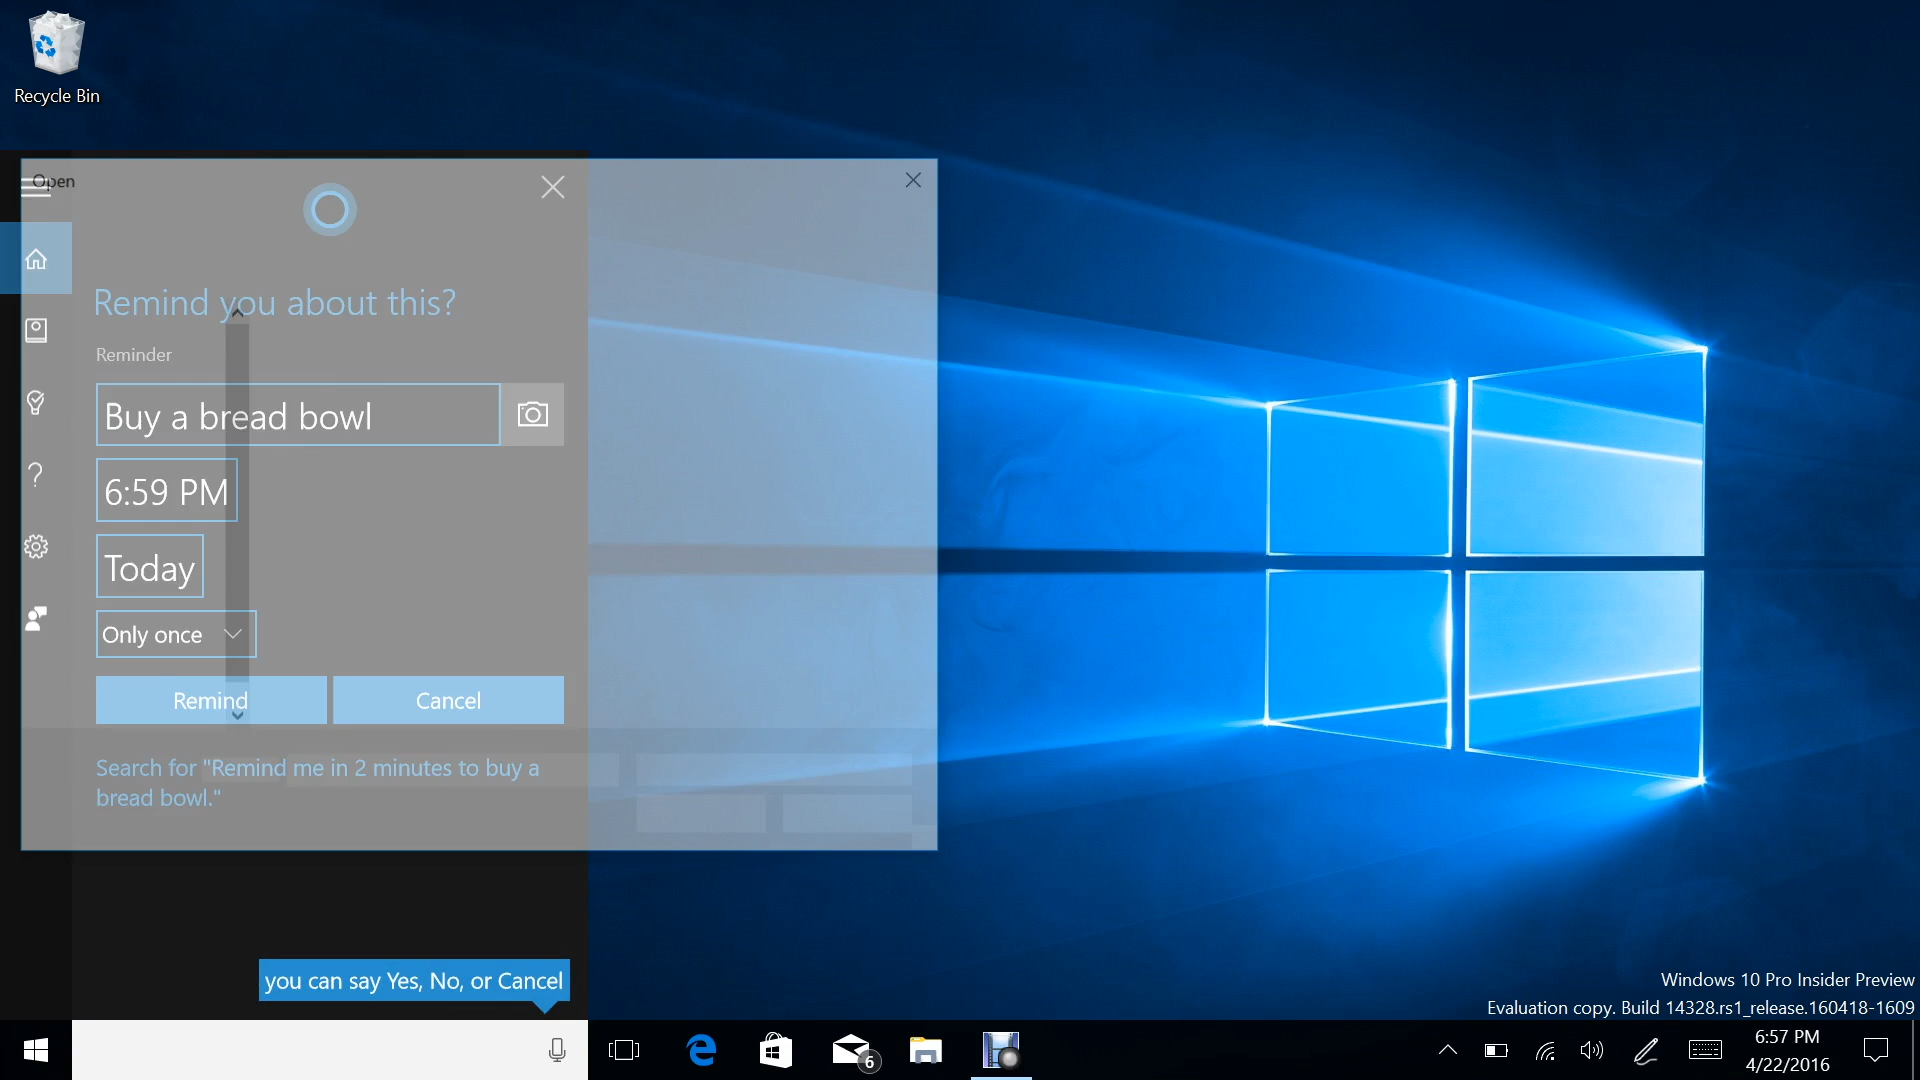 Recycle Bin
Open
Remind you about this?
Reminder
Buy a bread bowl
6:59 PM
Today
Only once
Remind
Cancel
Search for "Remind me in 2 minutes to buy a
bread bowl."
you can say Yes, No, or Cancel
Windows 10 Pro Insider Preview
Evaluation copy. Build 14328.rs1_release.160418-1609
6
6:57 PM
4/22/2016